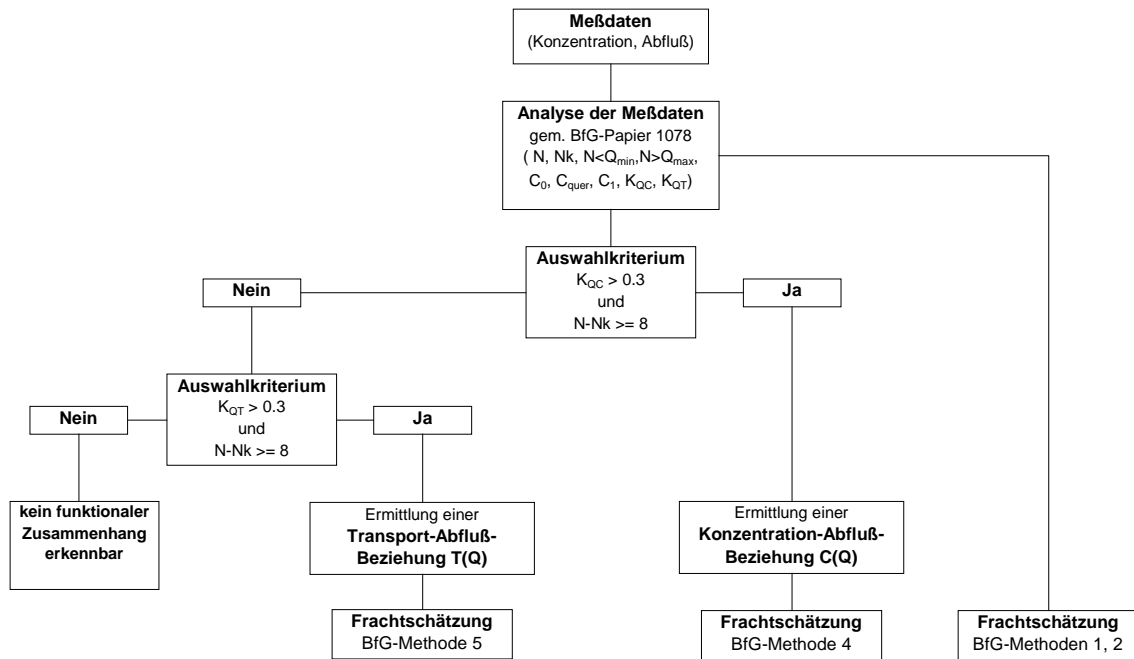 Meßdaten
(Konzentration, Abfluß)
Analyse der Meßdaten
gem. BfG-Papier 1078
( N, Nk, N<Qmin,N>Qmax,
C0, Cquer, C1, KQC, KQT)
Auswahlkriterium
KQC > 0.3
und
N-Nk >= 8
Nein
Ja
Auswahlkriterium
KQT > 0.3
und
N-Nk >= 8
Nein
Ja
kein funktionaler
Zusammenhang
erkennbar
Ermittlung einer
Transport-Abfluß-
Beziehung T(Q)
Ermittlung einer
Konzentration-Abfluß-
Beziehung C(Q)
Frachtschätzung
BfG-Methode 5
Frachtschätzung
BfG-Methode 4
Frachtschätzung
BfG-Methoden 1, 2